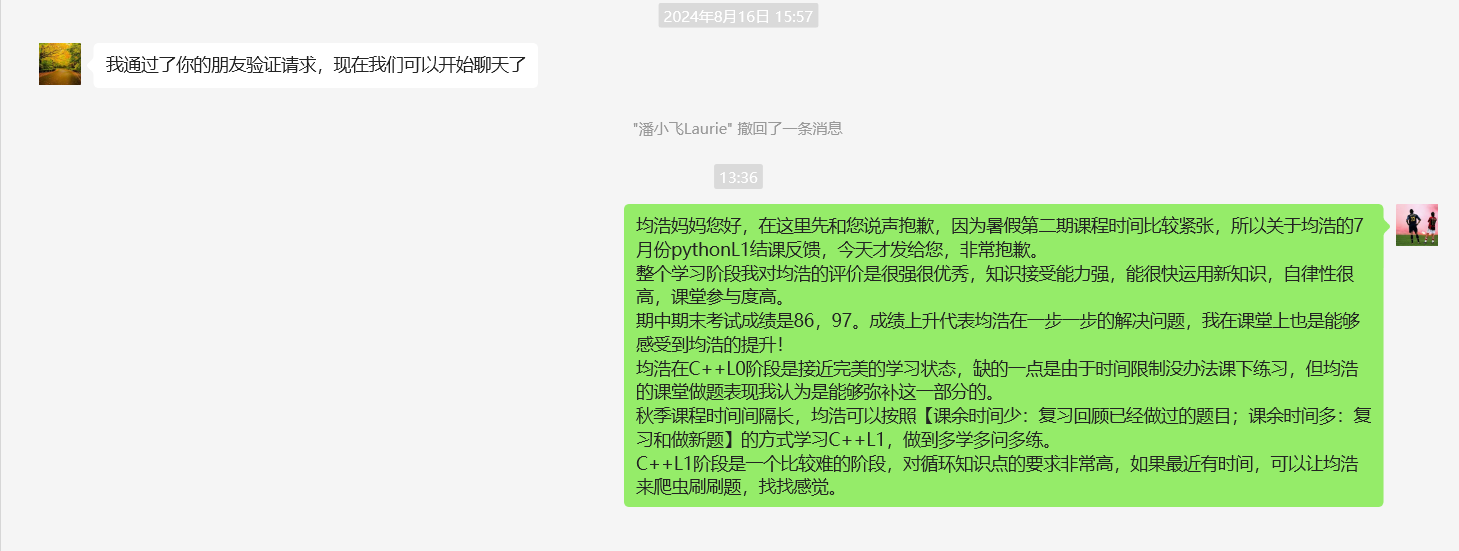 2024年8月16日 15:57
我通过了你的朋友验证请求，现在我们可以开始聊天了
"潘小飞Laurie" 撤回了一条消息
13:36
均浩妈妈您好，在这里先和您说声抱歉，因为暑假第二期课程时间比较紧张，所以关于均浩的7
月份pythonL1结课反馈，今天才发给您，非常抱歉。
整个学习阶段我对均浩的评价是很强很优秀，知识接受能力强，能很快运用新知识，自律性很
高，课堂参与度高。
期中期末考试成绩是86，97。成绩上升代表均浩在一步一步的解决问题，我在课堂上也是能够
感受到均浩的提升！
均浩在C++L0阶段是接近完美的学习状态，缺的一点是由于时间限制没办法课下练习，但均浩
的课堂做题表现我认为是能够弥补这一部分的。
秋季课程时间间隔长，均浩可以按照【课余时间少：复习回顾已经做过的题目；课余时间多：复
习和做新题】的方式学习C++L1，做到多学多问多练。
C++L1阶段是一个比较难的阶段，对循环知识点的要求非常高，如果最近有时间，可以让均浩
来爬虫刷刷题，找找感觉。